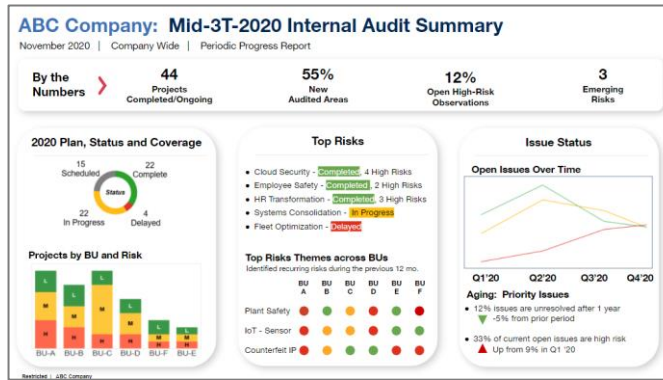 ABC Company: Mid-3T-2020 Internal Audit Summary
November 2020 | Company Wide | Periodic Progress Report
By the
Numbers
44
Projects
Completed/Ongoing
55%
New
Audited Areas
12%
Open High-Risk
Observations
3
Emerging
Risks
2020 Plan, Status and Coverage
15
Scheduled
22
Complete
Status
22
In Progress
4
Delayed
Projects by BU and Risk
L
M
H
L
M
H
L
M
H
L
M
H
L
M
H
L
M
H
BU-A BU-B BU-C BU-D BU-F BU-E
Top Risks
• Cloud Security - Completed, 4 High Risks
• Employee Safety - Completed , 2 High Risks
• HR Transformation - Completed, 3 High Risks
• Systems Consolidation - In Progress
• Fleet Optimization - Delayed
Top Risks Themes across BUs
Identified recurring risks during the previous 12 mo.
BU BU BU BU BU BU
A B C D E F
Plant Safety
IoT - Sensor
Counterfeit IP
Issue Status
Open Issues Over Time
Q1'20 Q2'20 Q3'20 Q4'20
Aging: Priority Issues
• 12% issues are unresolved after 1 year
-5% from prior period
• 33% of current open issues are high risk
Up from 9% in Q1 '20
Restricted | ABC Company